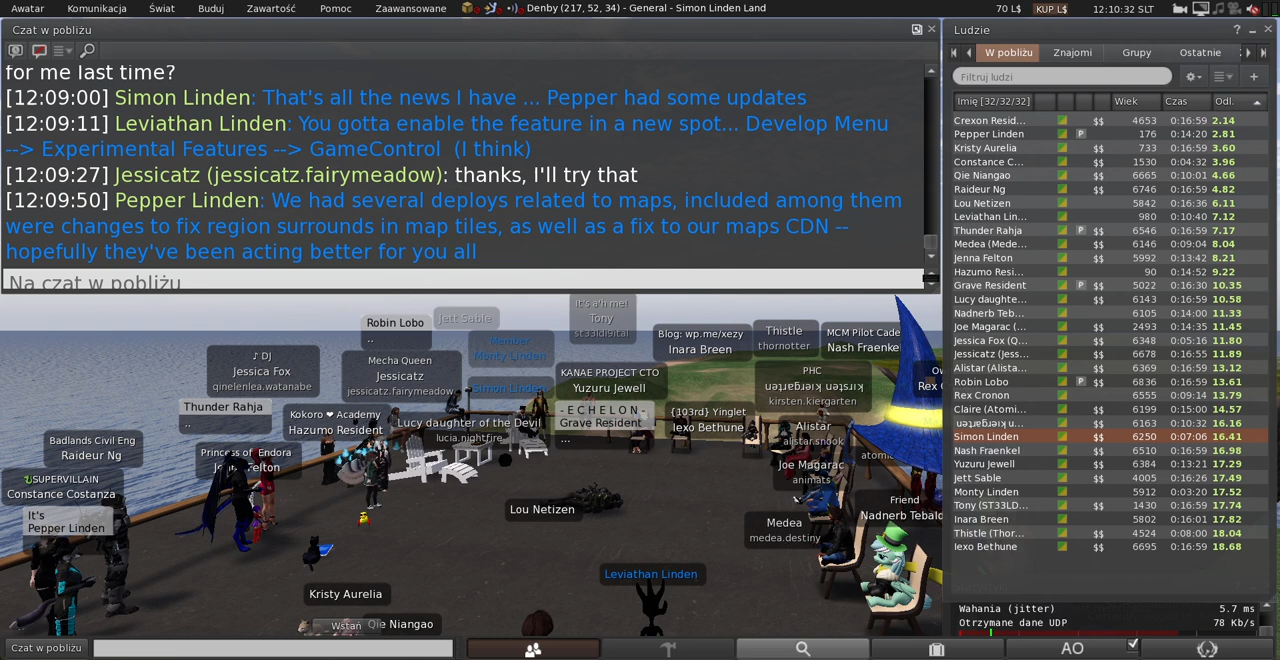 Awatar Komunikacja Świat Buduj Zawartość Pomoc Zaawansowane Denby (217, 52, 34) - General - Simon Linden Land 70 L$ KUP L$ 12:10:32 SLT
Czat w pobliżu
for me last time?
[12:09:00] Simon Linden: That's all the news I have ... Pepper had some updates
[12:09:11] Leviathan Linden: You gotta enable the feature in a new spot... Develop Menu
--> Experimental Features --> GameControl (I think)
[12:09:27] Jessicatz (jessicatz.fairymeadow): thanks, I'll try that
[12:09:50] Pepper Linden: We had several deploys related to maps, included among them
were changes to fix region surrounds in map tiles, as well as a fix to our maps CDN --
hopefully they've been acting better for you all
Na czat w pobliżu
It's a'h me!
Tony
st33ld1g1tal
Jett Sable
Robin Lobo
..
Member
Monty Linden
Blog: wp.me/xezy
Inara Breen
Thistle
thornotter
MCM Pilot Cade
Nash Fraenke
♪ DJ
Jessica Fox
qinelenlea.watanabe
Mecha Queen
Jessicatz
jessicatz.fairymeadow
Simon Linden
KANAE PROJECT CTO
Yuzuru Jewell
PHC
kirsten.kiergarten
Ow
Rex C
Thunder Rahja
..
Kokoro ❤ Academy
Hazumo Resident
Lucy daughter of the Devil
lucia.nightfire
- E C H E L O N -
Grave Resident
...
{103rd} Yinglet
Iexo Bethune
Alistar
alistar.snook
atomic
Badlands Civil Eng
Raideur Ng
Princess of Endora
Felton
SUPERVILLAIN
Constance Costanza
It's
Pepper Linden
Lou Netizen
Joe Magarac
animats
Medea
medea.destiny
Friend
Nadnerb Tebald
Leviathan Linden
Kristy Aurelia
Wstań
Qie Niangao
Czat w pobliżu
AO
Ludzie
? _ ×
W pobliżu Znajomi Grupy Ostatnie
Filtruj ludzi
Imię [32/32/32] Wiek Czas Odl.
Crexon Resid... $$ 4653 0:16:59 2.14
Pepper Linden P 176 0:14:20 2.81
Kristy Aurelia $$ 733 0:16:59 3.60
Constance C... $$ 1530 0:04:32 3.96
Qie Niangao $$ 6665 0:10:01 4.66
Raideur Ng $$ 6746 0:16:59 4.82
Lou Netizen 5842 0:16:36 6.11
Leviathan Lin... 980 0:10:40 7.12
Thunder Rahja P $$ 6546 0:16:59 7.17
Medea (Mede... $$ 6146 0:09:04 8.04
Jenna Felton $$ 5992 0:13:42 8.21
Hazumo Resi... 90 0:14:52 9.22
Grave Resident P $$ 5022 0:16:30 10.35
Lucy daughte... $$ 6143 0:16:59 10.58
Nadnerb Teb... 6105 0:14:00 11.33
Joe Magarac (... $$ 2493 0:14:35 11.45
Jessica Fox (Q... $$ 6348 0:05:16 11.80
Jessicatz (Jess... $$ 6678 0:16:55 11.89
Alistar (Alista... $$ 6369 0:16:59 13.12
Robin Lobo P $$ 6836 0:16:59 13.61
Rex Cronon $$ 6555 0:09:14 13.79
Claire (Atomi... $$ 6199 0:15:00 14.57
$$ 6163 0:10:32 16.16
Simon Linden $$ 6250 0:07:06 16.41
Nash Fraenkel $$ 6510 0:16:59 16.98
Yuzuru Jewell $$ 6384 0:13:21 17.29
Jett Sable $$ 4005 0:16:26 17.49
Monty Linden 5912 0:03:20 17.52
Tony (ST33LD... $$ 1430 0:16:59 17.74
Inara Breen 5802 0:16:01 17.82
Thistle (Thor... $$ 4524 0:08:00 18.04
Iexo Bethune $$ 6695 0:16:59 18.68
Wahania (jitter) 5.7 ms
Otrzymane dane UDP 78 Kb/s